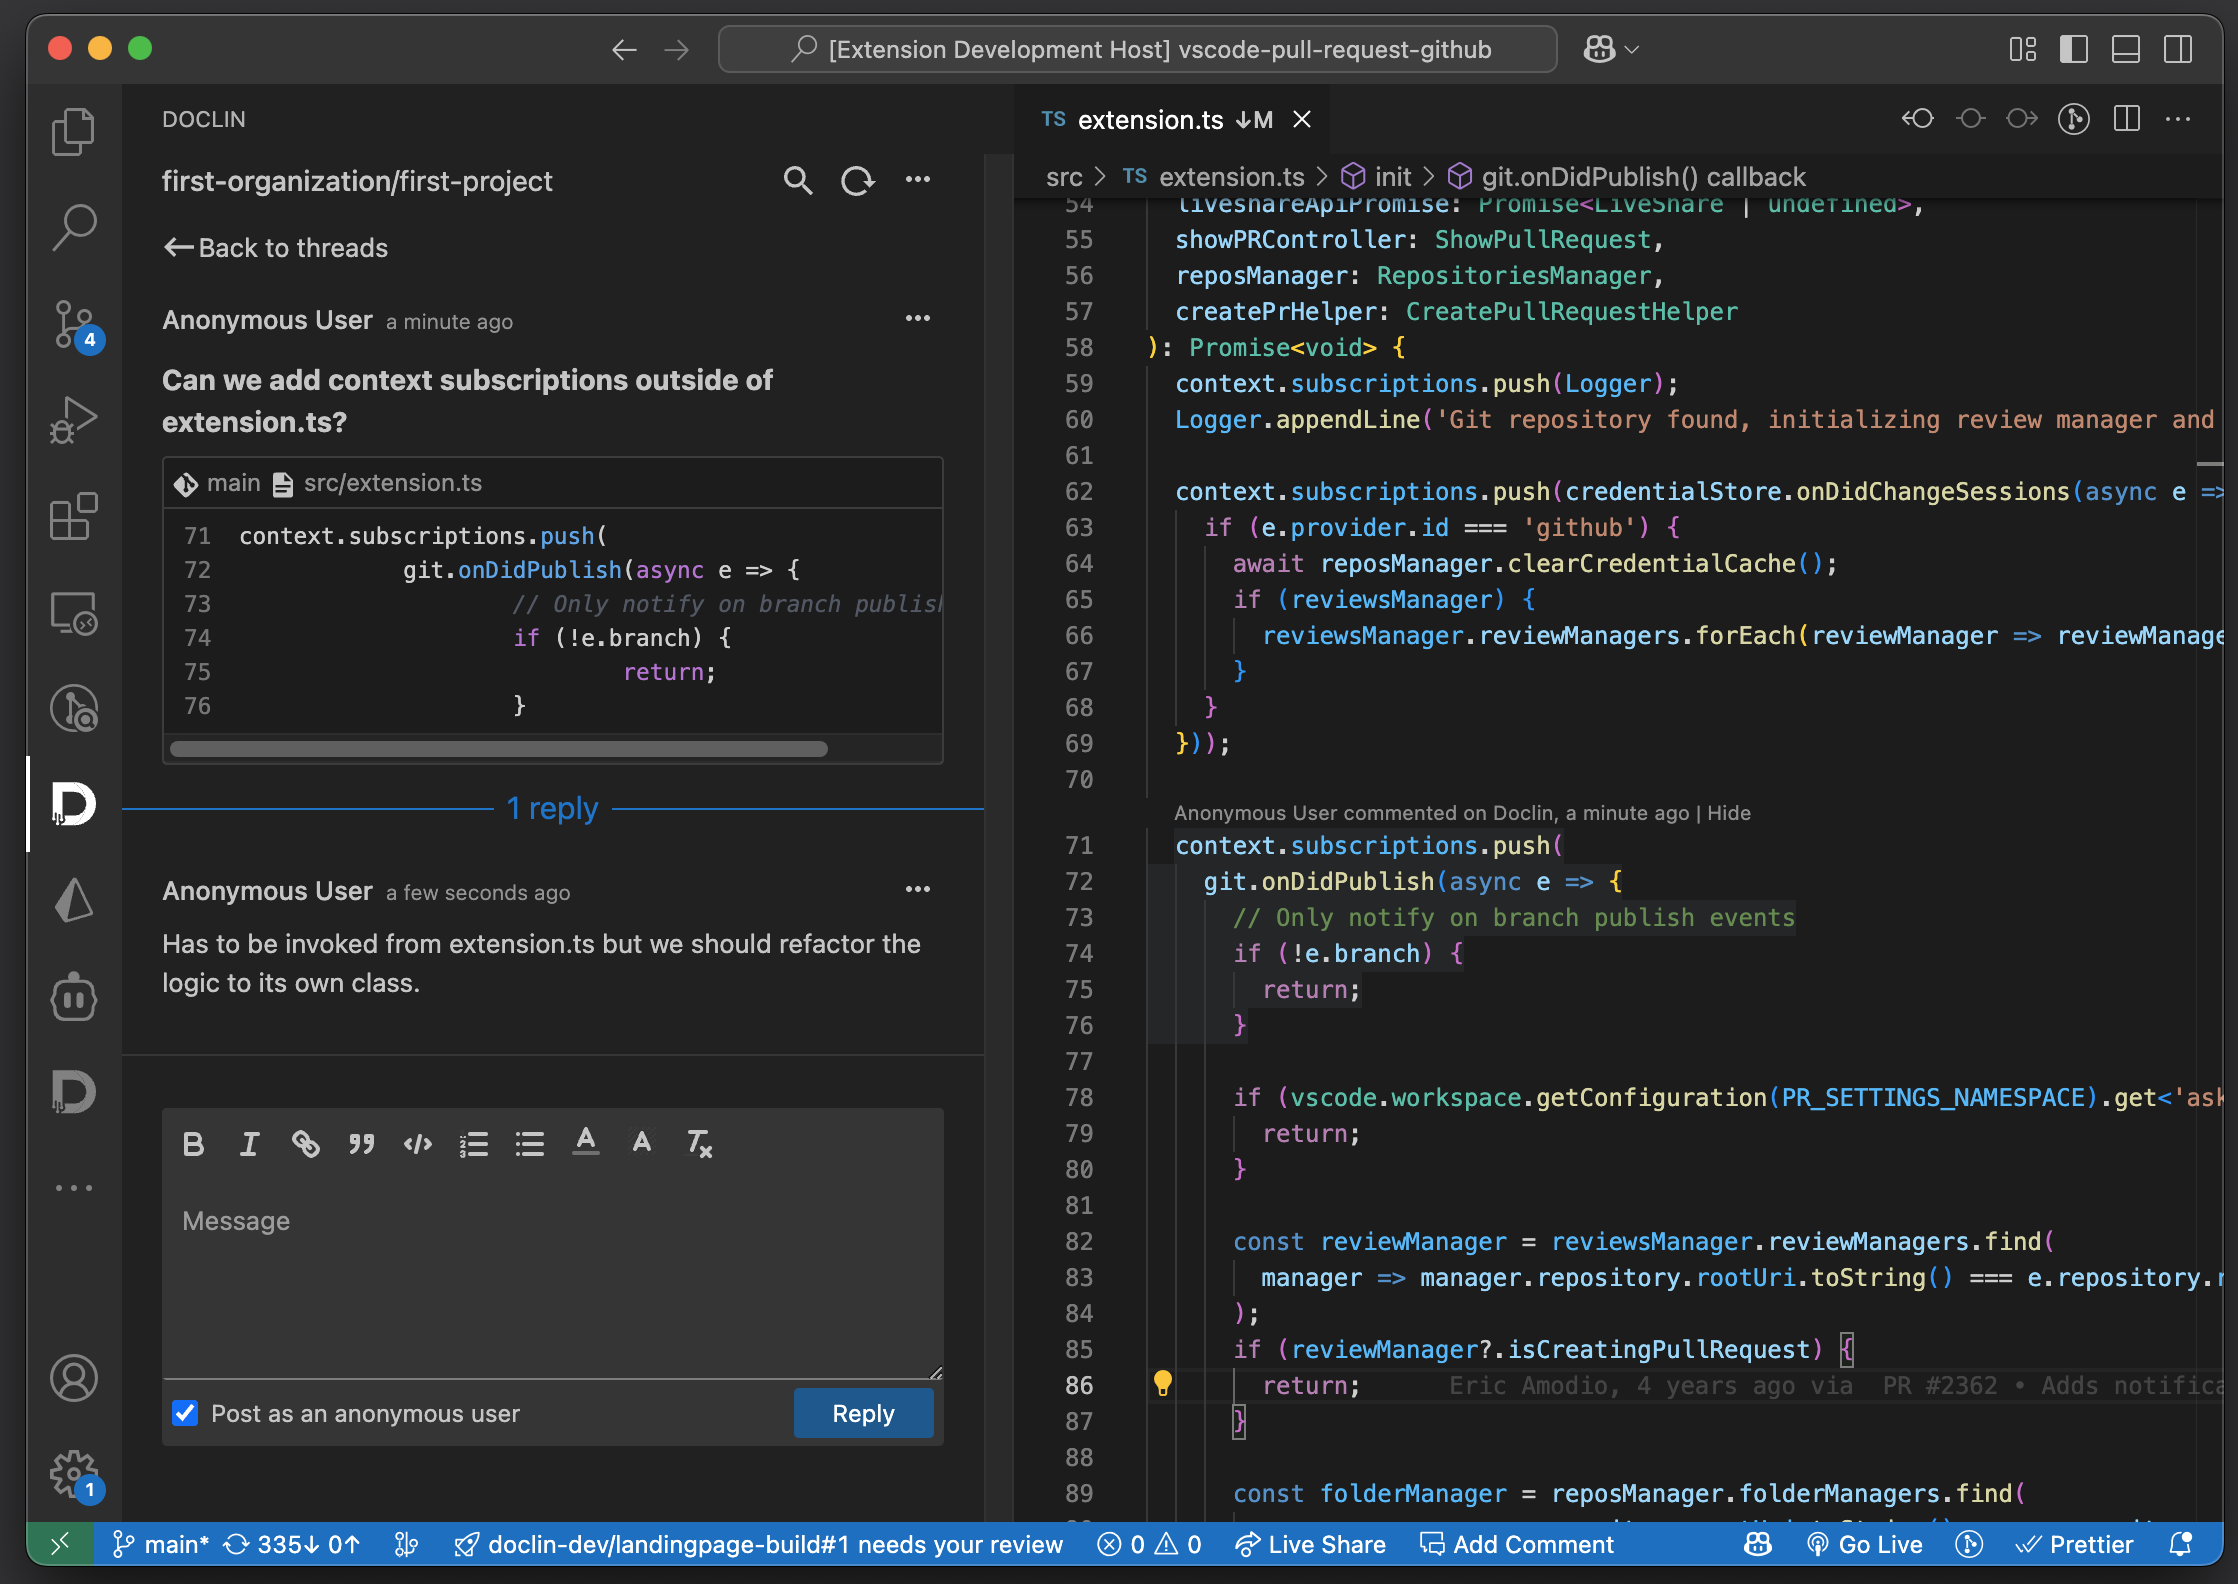 [Extension Development Host] vscode-pull-request-github
DOCLIN
first-organization/first-project
Back to threads
Anonymous User a minute ago
Can we add context subscriptions outside of
extension.ts?
main src/extension.ts
71 context.subscriptions.push(
72 git.onDidPublish(async e => {
73 // Only notify on branch publish
74 if (!e.branch) {
75 return;
76 }
1 reply
Anonymous User a few seconds ago
Has to be invoked from extension.ts but we should refactor the
logic to its own class.
Message
Post as an anonymous user
Reply
4
1
TS extension.ts ↓M
src > TS extension.ts > init > git.onDidPublish() callback
54 liveshareApiPromise: Promise<LiveShare | undefined>,
55 showPRController: ShowPullRequest,
56 reposManager: RepositoriesManager,
57 createPrHelper: CreatePullRequestHelper
58 ): Promise<void> {
59 context.subscriptions.push(Logger);
60 Logger.appendLine('Git repository found, initializing review manager and
61
62 context.subscriptions.push(credentialStore.onDidChangeSessions(async e =>
63 if (e.provider.id === 'github') {
64 await reposManager.clearCredentialCache();
65 if (reviewsManager) {
66 reviewsManager.reviewManagers.forEach(reviewManager => reviewManage
67 }
68 }
69 }));
70
Anonymous User commented on Doclin, a minute ago | Hide
71 context.subscriptions.push(
72 git.onDidPublish(async e => {
73 // Only notify on branch publish events
74 if (!e.branch) {
75 return;
76 }
77
78 if (vscode.workspace.getConfiguration(PR_SETTINGS_NAMESPACE).get<'ask
79 return;
80 }
81
82 const reviewManager = reviewsManager.reviewManagers.find(
83 manager => manager.repository.rootUri.toString() === e.repository.r
84 );
85 if (reviewManager?.isCreatingPullRequest) {
86 return; Eric Amodio, 4 years ago via PR #2362 • Adds notifica
87 }
88
89 const folderManager = reposManager.folderManagers.find(
main* 335↓ 0↑ doclin-dev/landingpage-build#1 needs your review 0 0 Live Share Add Comment Go Live Prettier